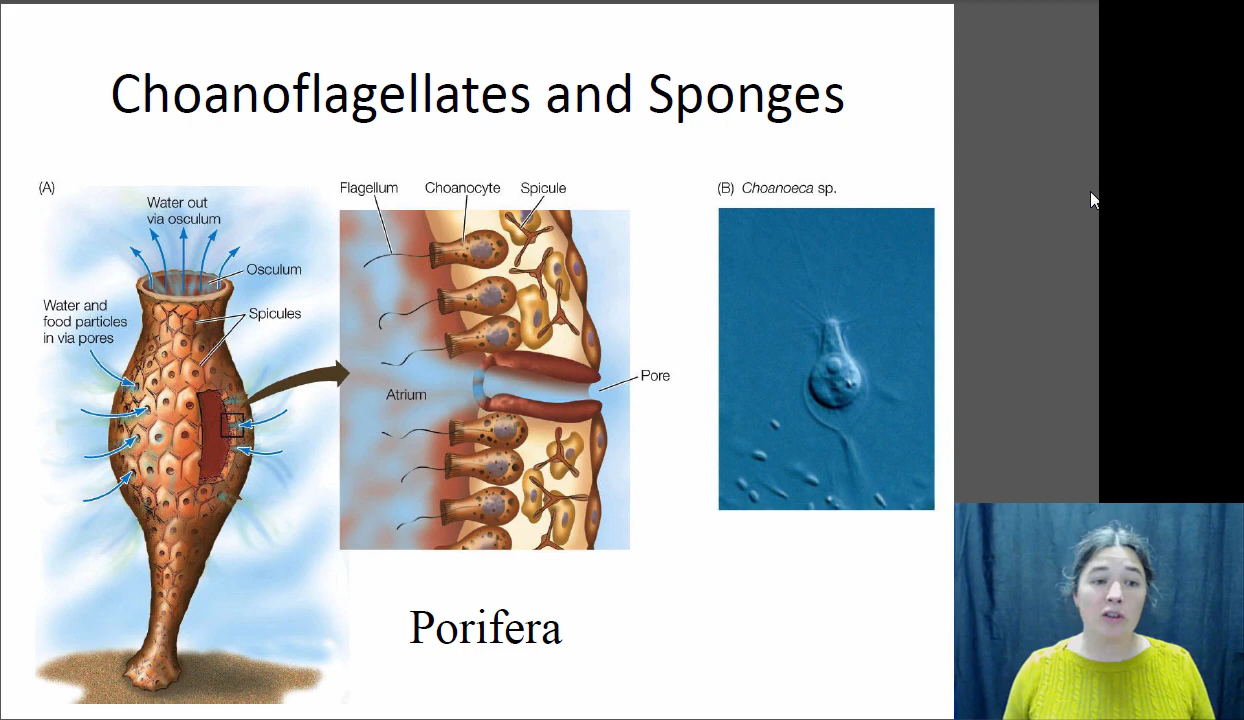 Choanoflagellates and Sponges
(A)
Water out
via osculum
Osculum
Spicules
Water and
food particles
in via pores
Flagellum
Choanocyte
Spicule
Atrium
Pore
(B) Choanoeca sp.
Porifera